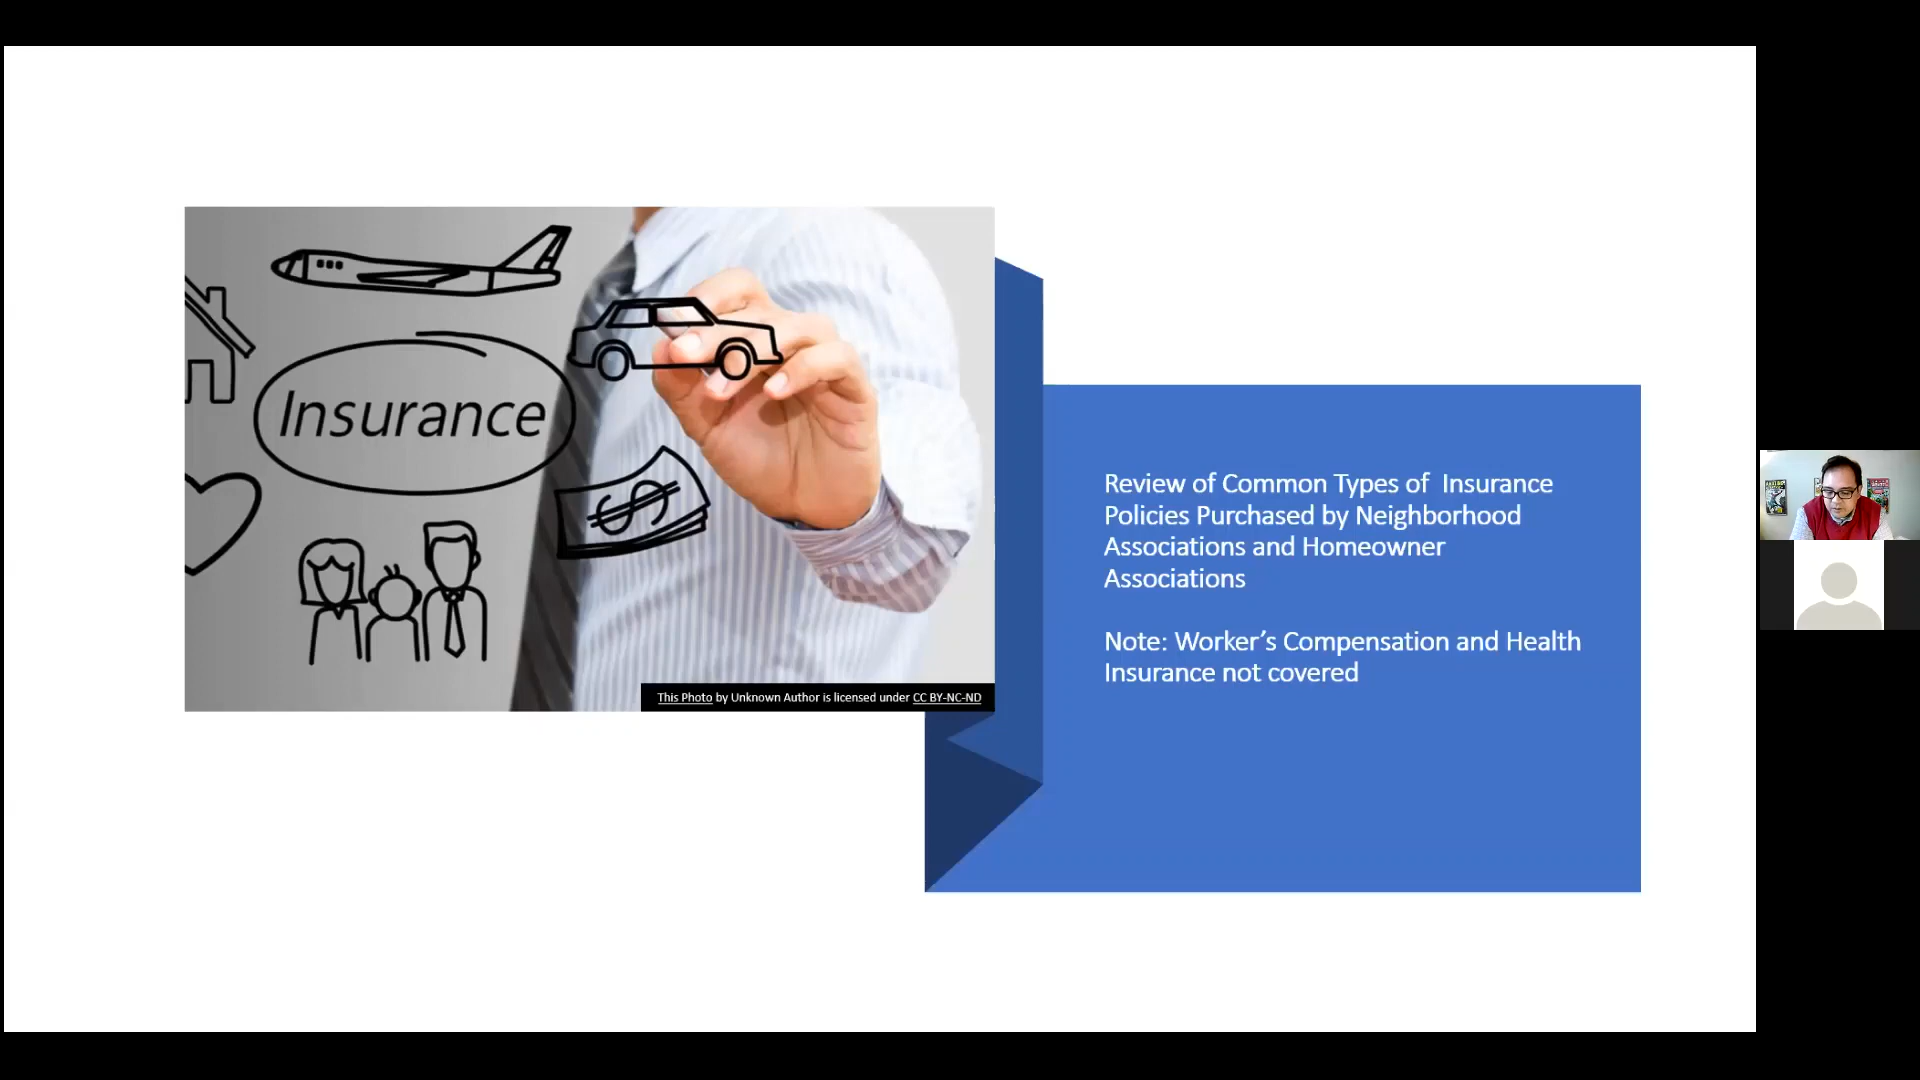 Insurance
This Photo by Unknown Author is licensed under CC BY-NC-ND
Review of Common Types of Insurance
Policies Purchased by Neighborhood
Associations and Homeowner
Associations
Note: Worker’s Compensation and Health
Insurance not covered